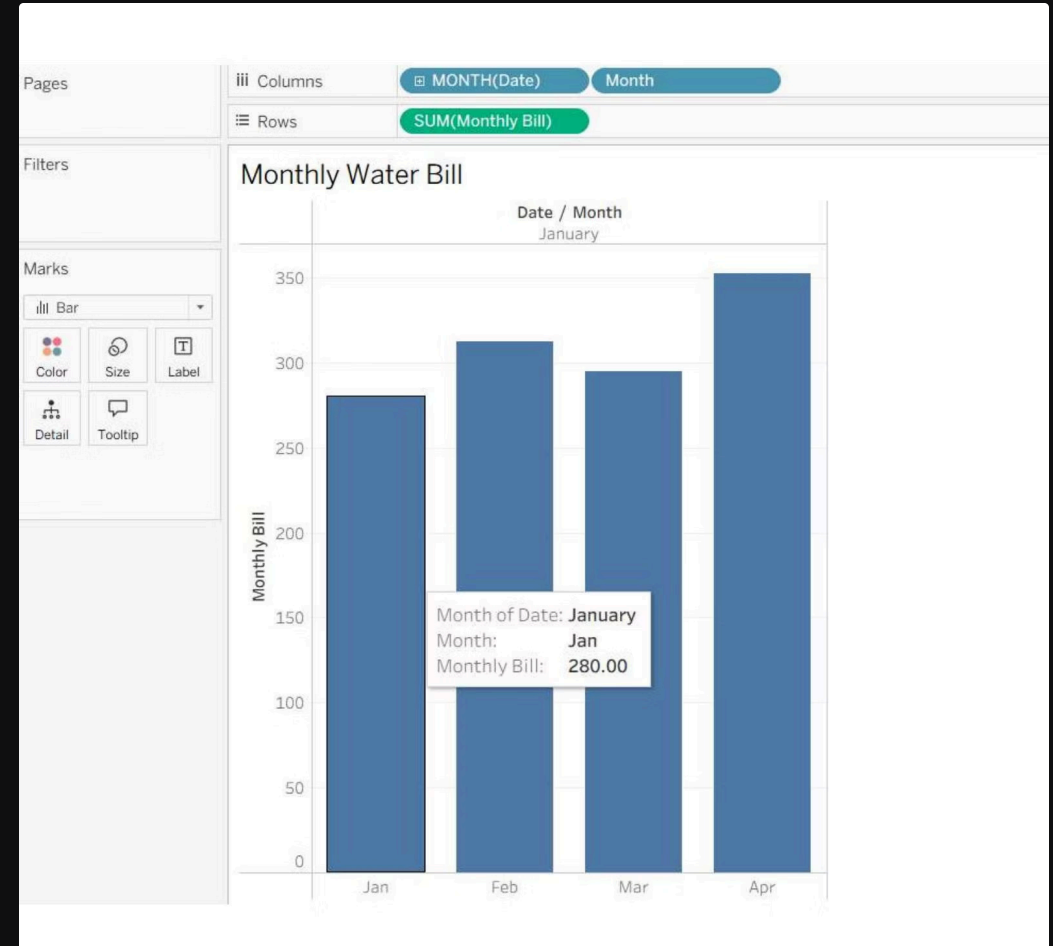 Pages
Columns
MONTH(Date)
Month
Rows
SUM(Monthly Bill)
Filters
Marks
Bar
Color
Size
Label
Detail
Tooltip
Monthly Water Bill
Date / Month
January
350
300
250
200
150
100
50
0
Monthly Bill
Month of Date: January
Month: Jan
Monthly Bill: 280.00
Jan
Feb
Mar
Apr